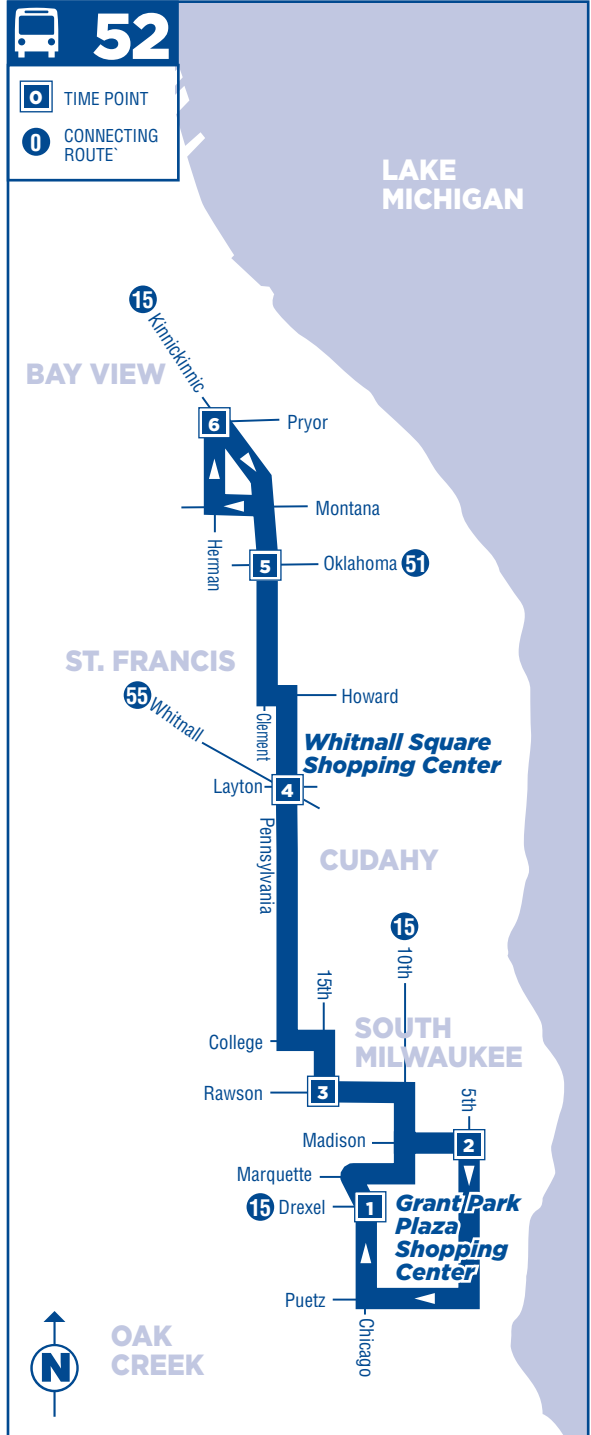 52
0 TIME POINT
0 CONNECTING
ROUTE`
LAKE
MICHIGAN
15
Kinnickinnic
BAY VIEW
6
Pryor
Montana
Herman
5
Oklahoma 51
ST. FRANCIS
55 Whitnall
Howard
Clement
Whitnall Square
Shopping Center
Layton
4
Pennsylvania
CUDAHY
15
10th
15th
SOUTH
MILWAUKEE
College
Rawson
3
5th
Madison
2
Marquette
15 Drexel
1
Grant Park
Plaza
Shopping
Center
Puetz
Chicago
OAK
CREEK
N